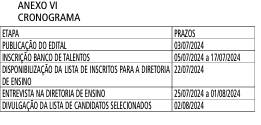 ANEXO VI
CRONOGRAMA
ETAPA PRAZOS
PUBLICAÇÃO DO EDITAL 03/07/2024
INSCRIÇÃO BANCO DE TALENTOS 05/07/2024 a 17/07/2024
DISPONIBILIZAÇÃO DA LISTA DE INSCRITOS PARA A DIRETORIA 22/07/2024
DE ENSINO
ENTREVISTA NA DIRETORIA DE ENSINO 25/07/2024 a 01/08/2024
DIVULGAÇÃO DA LISTA DE CANDIDATOS SELECIONADOS 02/08/2024